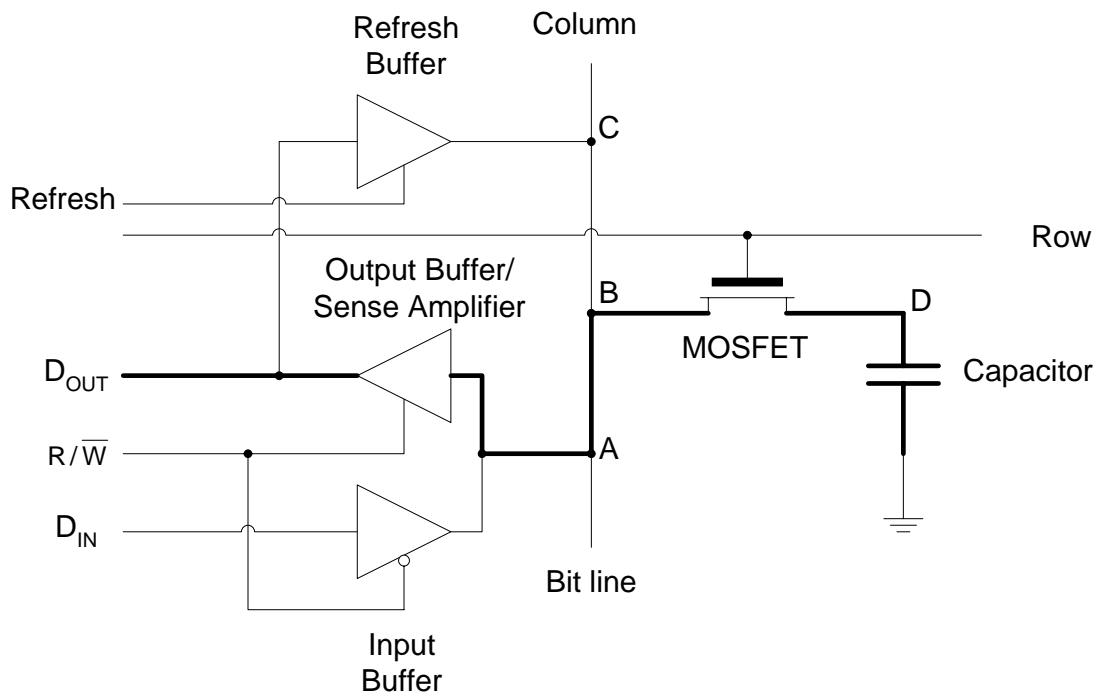 Refresh
Buffer
Column
C
Refresh
Row
Output Buffer/
Sense Amplifier
B
D
MOSFET
D_OUT
Capacitor
R/W̅
A
D_IN
Bit line
Input
Buffer